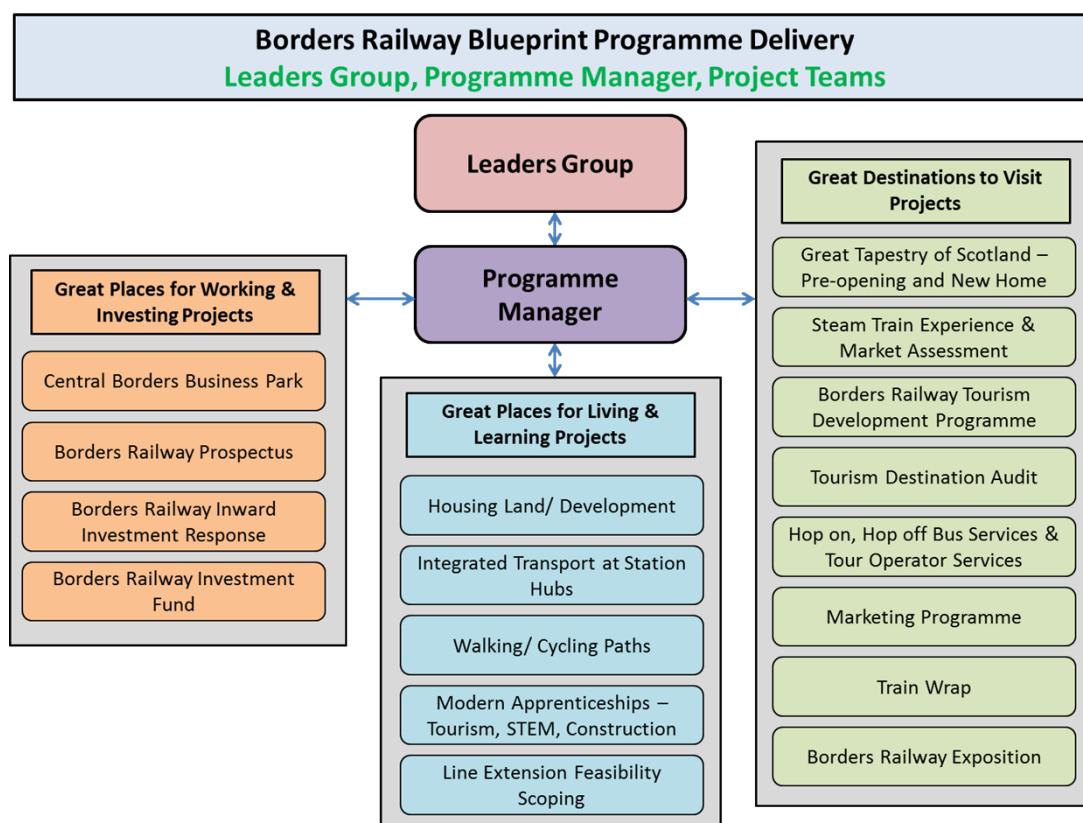 Borders Railway Blueprint Programme Delivery
Leaders Group, Programme Manager, Project Teams
Leaders Group
Programme
Manager
Great Places for Working &
Investing Projects
Central Borders Business Park
Borders Railway Prospectus
Borders Railway Inward
Investment Response
Borders Railway Investment
Fund
Great Places for Living &
Learning Projects
Housing Land/ Development
Integrated Transport at Station
Hubs
Walking/ Cycling Paths
Modern Apprenticeships –
Tourism, STEM, Construction
Line Extension Feasibility
Scoping
Great Destinations to Visit
Projects
Great Tapestry of Scotland –
Pre-opening and New Home
Steam Train Experience &
Market Assessment
Borders Railway Tourism
Development Programme
Tourism Destination Audit
Hop on, Hop off Bus Services &
Tour Operator Services
Marketing Programme
Train Wrap
Borders Railway Exposition